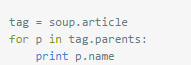 tag = soup.article
for p in tag.parents:
    print p.name